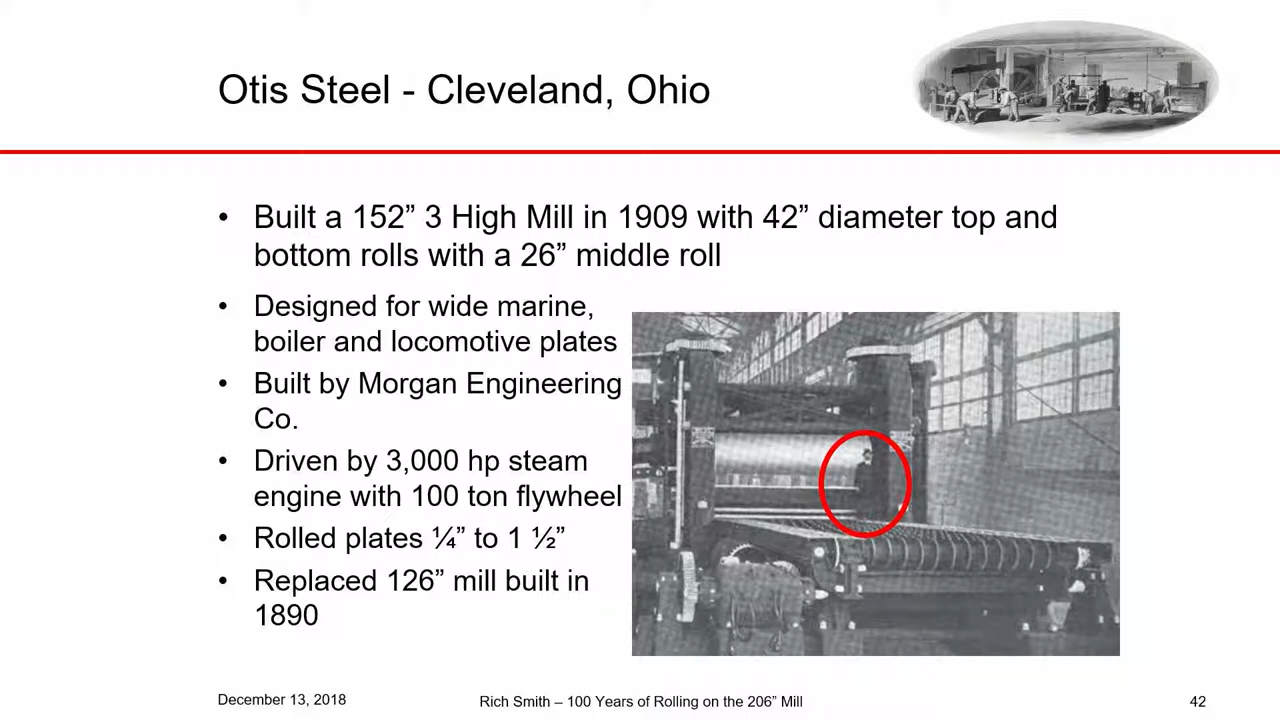 Otis Steel - Cleveland, Ohio
• Built a 152” 3 High Mill in 1909 with 42” diameter top and
bottom rolls with a 26” middle roll
• Designed for wide marine,
boiler and locomotive plates
• Built by Morgan Engineering
Co.
• Driven by 3,000 hp steam
engine with 100 ton flywheel
• Rolled plates ¼” to 1 ½”
• Replaced 126” mill built in
1890
December 13, 2018
Rich Smith – 100 Years of Rolling on the 206” Mill
42